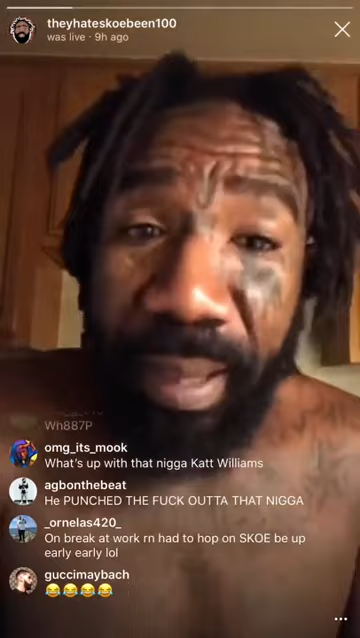 theyhateskoebeen100
was live · 9h ago
Wh887P
omg_its_mook
What's up with that nigga Katt Williams
agbonthebeat
He PUNCHED THE FUCK OUTTA THAT NIGGA
_ornelas420_
On break at work rn had to hop on SKOE be up
early early lol
guccimaybach
😂😂😂😂